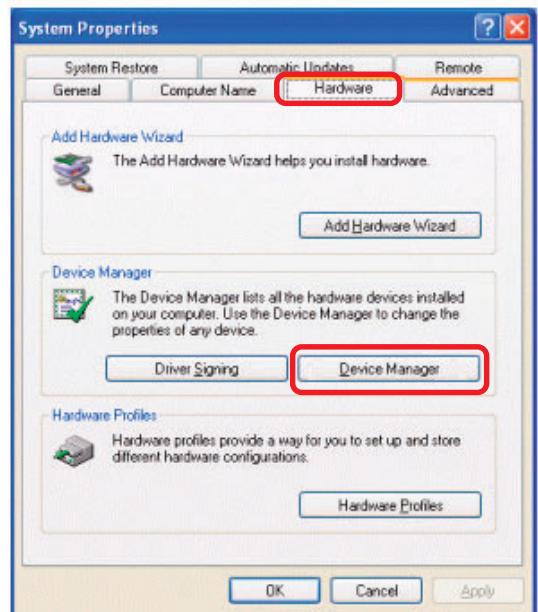 System Properties
System Restore Automatic Updates Remote
General Computer Name Hardware Advanced
Add Hardware Wizard
The Add Hardware Wizard helps you install hardware.
Add Hardware Wizard
Device Manager
The Device Manager lists all the hardware devices installed
on your computer. Use the Device Manager to change the
properties of any device.
Driver Signing Device Manager
Hardware Profiles
Hardware profiles provide a way for you to set up and store
different hardware configurations.
Hardware Profiles
OK Cancel Apply